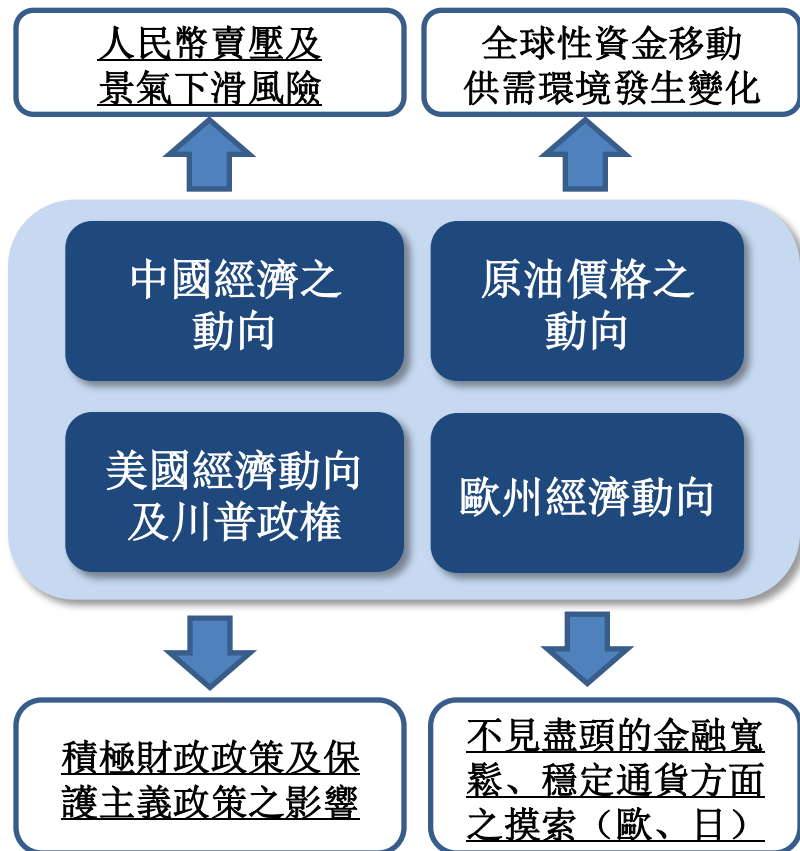 人民幣賣壓及
景氣下滑風險
全球性資金移動
供需環境發生變化
中國經濟之
動向
原油價格之
動向
美國經濟動向
及川普政権
歐州經濟動向
積極財政政策及保
護主義政策之影響
不見盡頭的金融寬
鬆、穩定通貨方面
之摸索（歐、日）